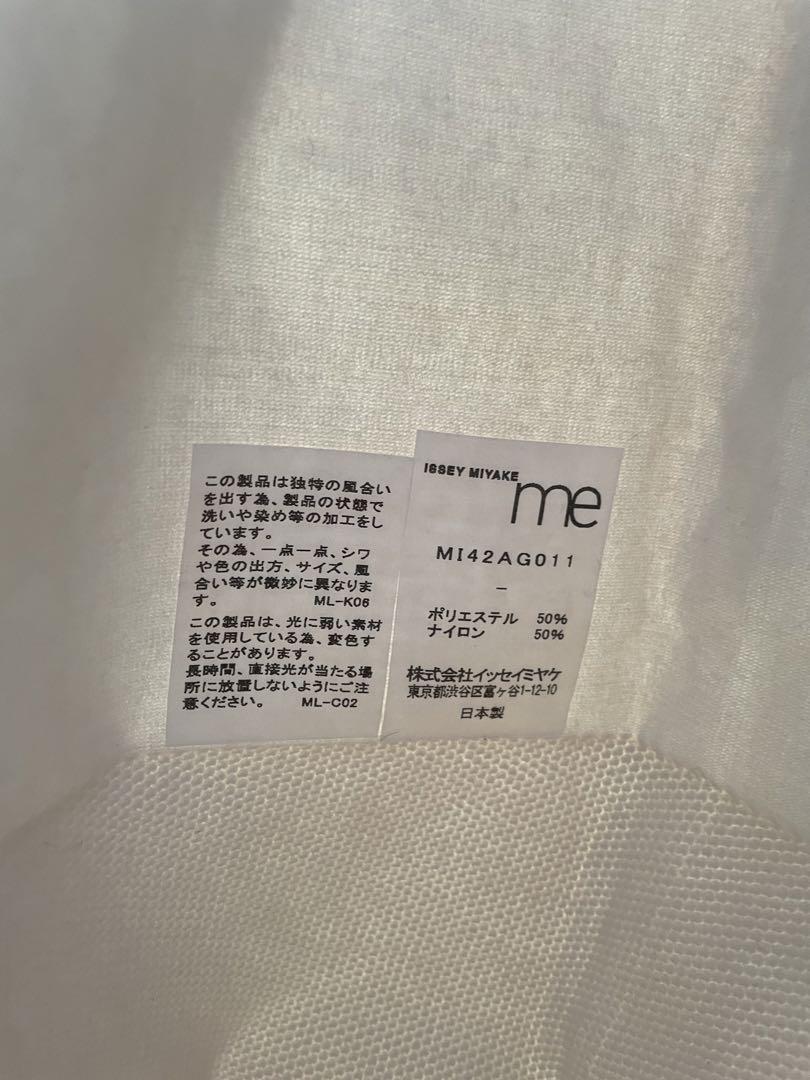 この製品は独特の風合い
を出す為、製品の状態で
洗いや染め等の加工をし
ています。
その為、一点一点、シワ
や色の出方、サイズ、風
合い等が微妙に異なりま
す。 ML-K06
この製品は、光に弱い素材
を使用している為、変色す
ることがあります。
長時間、直接光が当たる場
所に放置しないようにご注
意ください。 ML-C02
ISSEY MIYAKE
me
MI42AG011
–
ポリエステル 50%
ナイロン 50%
株式会社イッセイミヤケ
東京都渋谷区富ヶ谷1-12-10
日本製